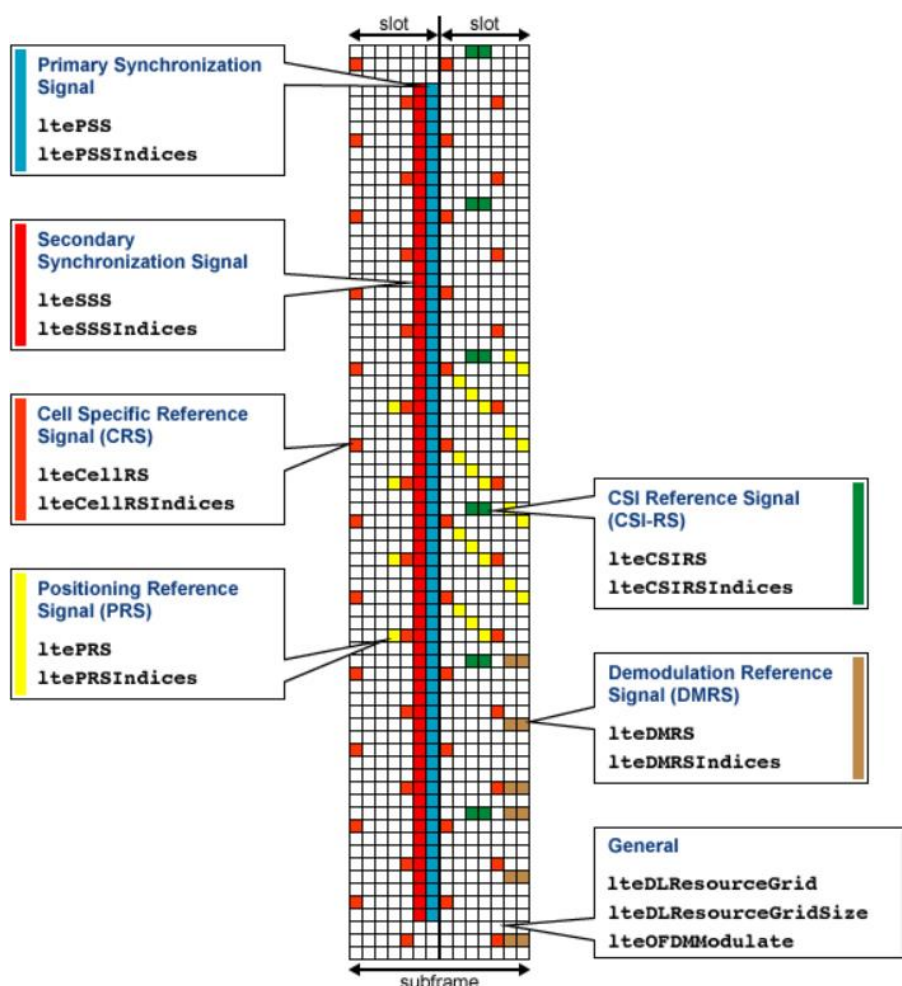 slot slot
Primary Synchronization
Signal
ltePSS
ltePSSIndices
Secondary
Synchronization Signal
lteSSS
lteSSSIndices
Cell Specific Reference
Signal (CRS)
lteCellRS
lteCellRSIndices
Positioning Reference
Signal (PRS)
ltePRS
ltePRSIndices
CSI Reference Signal
(CSI-RS)
lteCSIRS
lteCSIRSIndices
Demodulation Reference
Signal (DMRS)
lteDMRS
lteDMRSIndices
General
lteDLResourceGrid
lteDLResourceGridSize
lteOFDMModulate
subframe